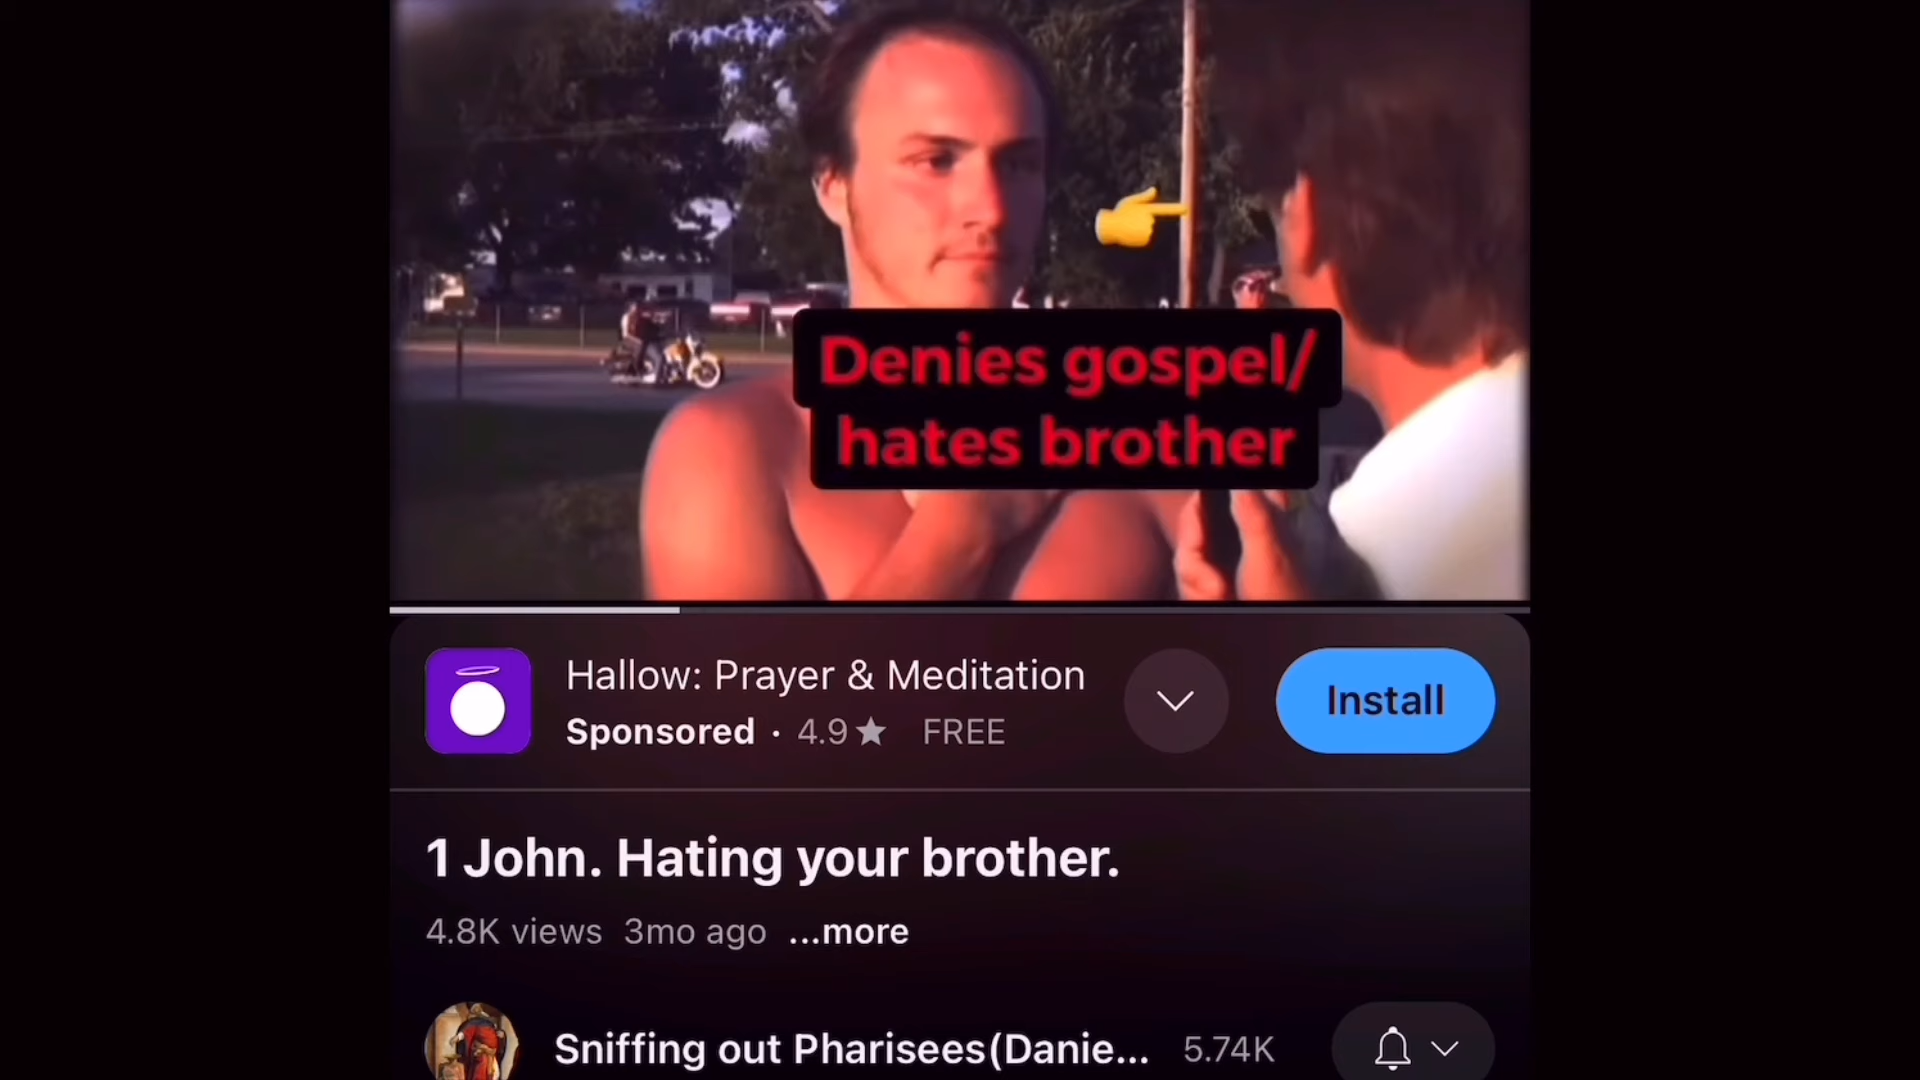 Denies gospel/
hates brother
Hallow: Prayer & Meditation
Sponsored · 4.9★ FREE
Install
1 John. Hating your brother.
4.8K views 3mo ago ...more
Sniffing out Pharisees(Danie... 5.74K